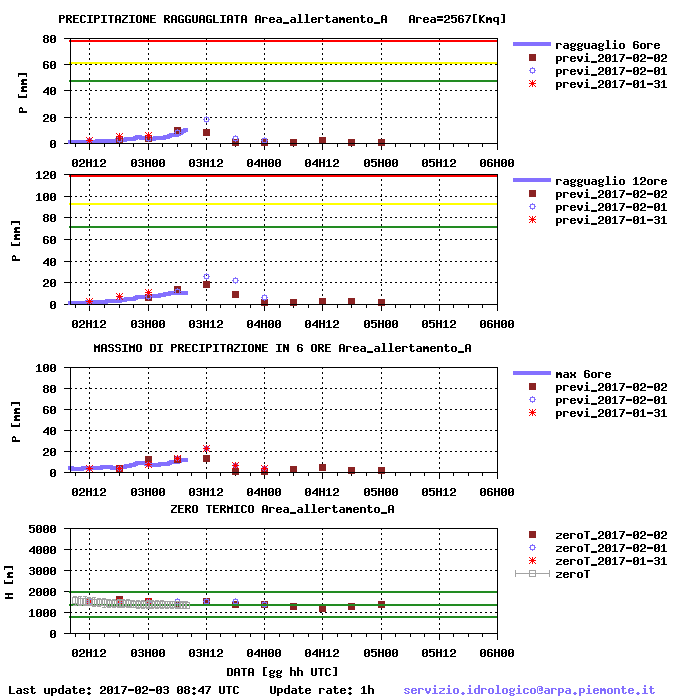 PRECIPITAZIONE RAGGUAGLIATA Area_allertamento_A Area=2567[Kmq]
80
60
40
20
0
P [mm]
02H12 03H00 03H12 04H00 04H12 05H00 05H12 06H00
ragguaglio 6ore
previ_2017-02-02
previ_2017-02-01
previ_2017-01-31
120
100
80
60
40
20
0
P [mm]
02H12 03H00 03H12 04H00 04H12 05H00 05H12 06H00
ragguaglio 12ore
previ_2017-02-02
previ_2017-02-01
previ_2017-01-31
MASSIMO DI PRECIPITAZIONE IN 6 ORE Area_allertamento_A
100
80
60
40
20
0
P [mm]
02H12 03H00 03H12 04H00 04H12 05H00 05H12 06H00
max 6ore
previ_2017-02-02
previ_2017-02-01
previ_2017-01-31
ZERO TERMICO Area_allertamento_A
5000
4000
3000
2000
1000
0
H [m]
02H12 03H00 03H12 04H00 04H12 05H00 05H12 06H00
zeroT_2017-02-02
zeroT_2017-02-01
zeroT_2017-01-31
zeroT
DATA [gg hh UTC]
Last update: 2017-02-03 08:47 UTC Update rate: 1h servizio.idrologico@arpa.piemonte.it